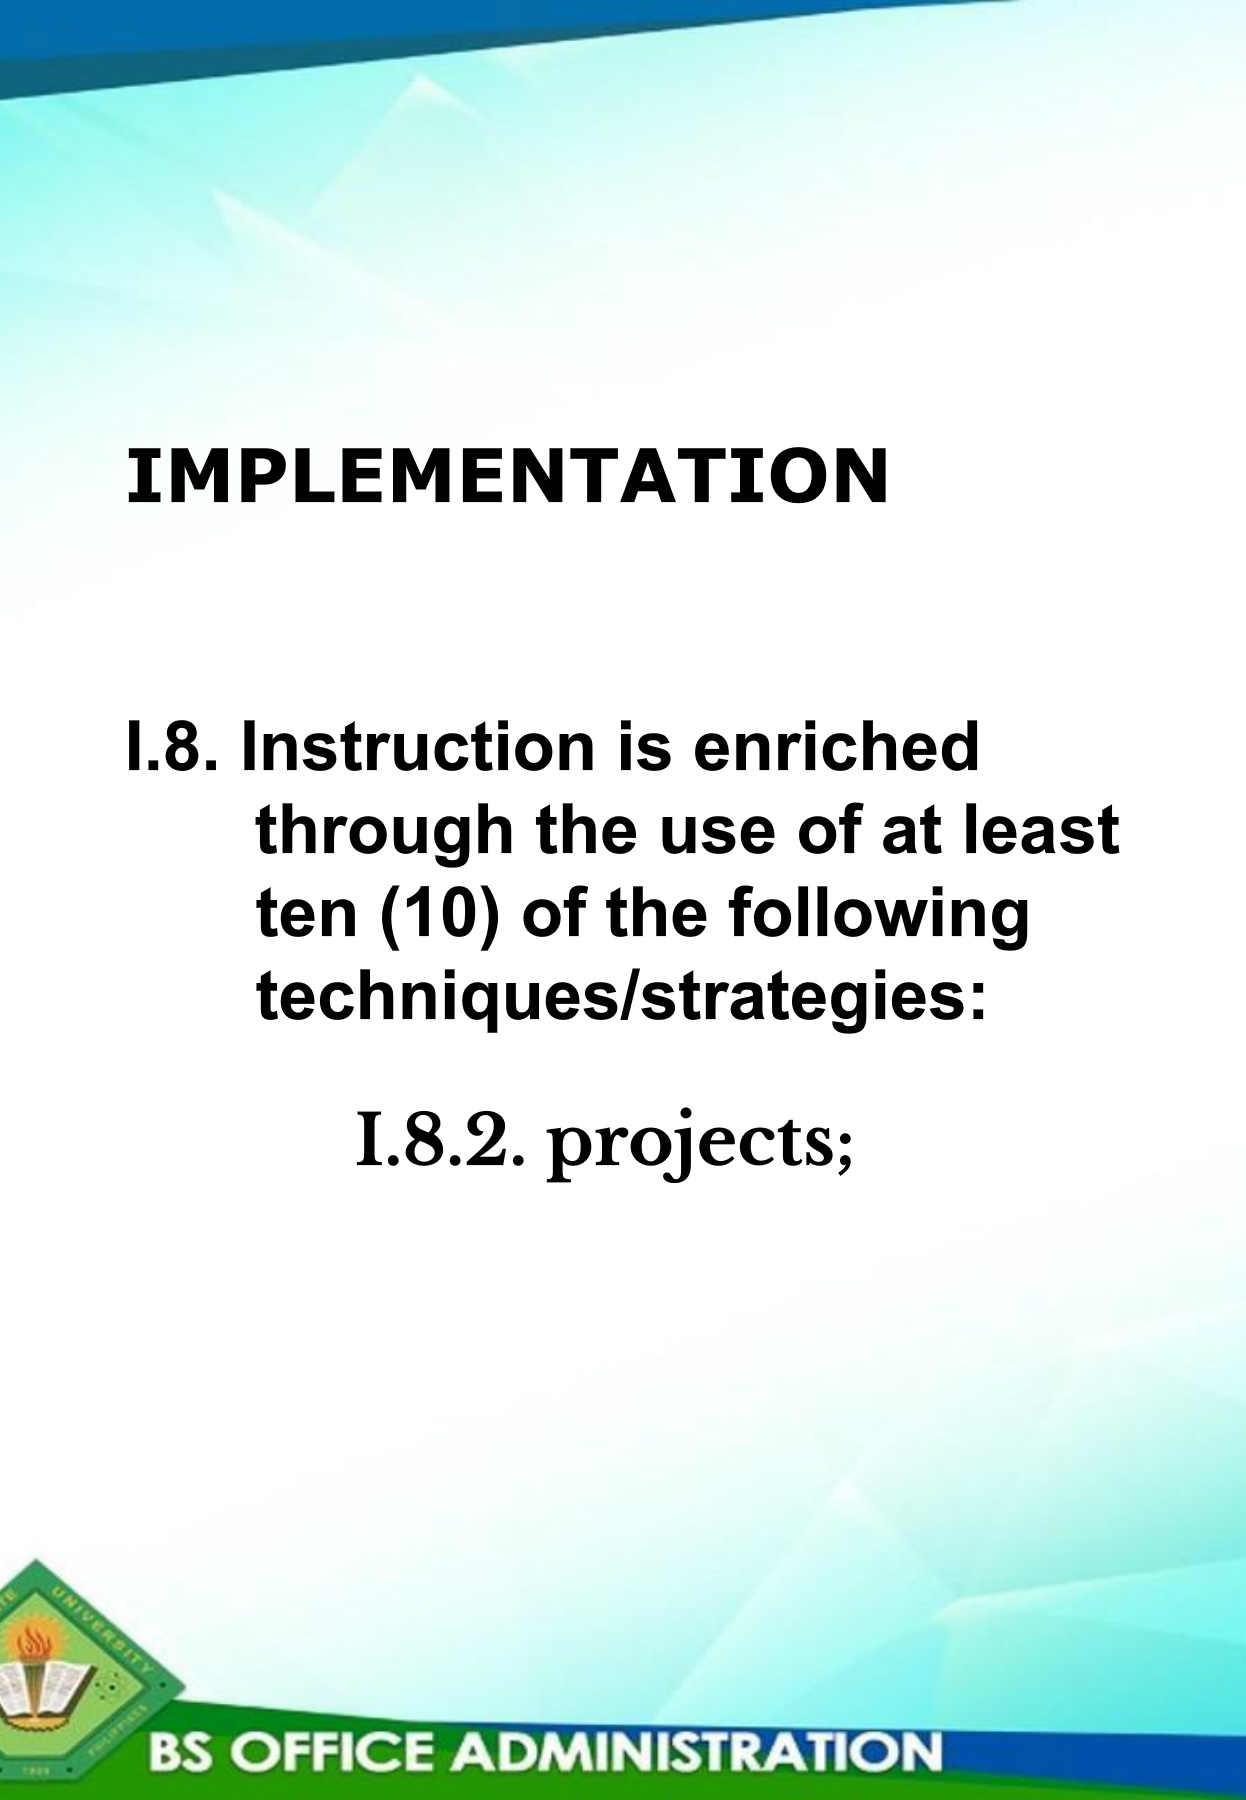 IMPLEMENTATION
I.8. Instruction is enriched
through the use of at least
ten (10) of the following
techniques/strategies:
I.8.2. projects;
UNIVERSITY
PHILIPPINES
BS OFFICE ADMINISTRATION